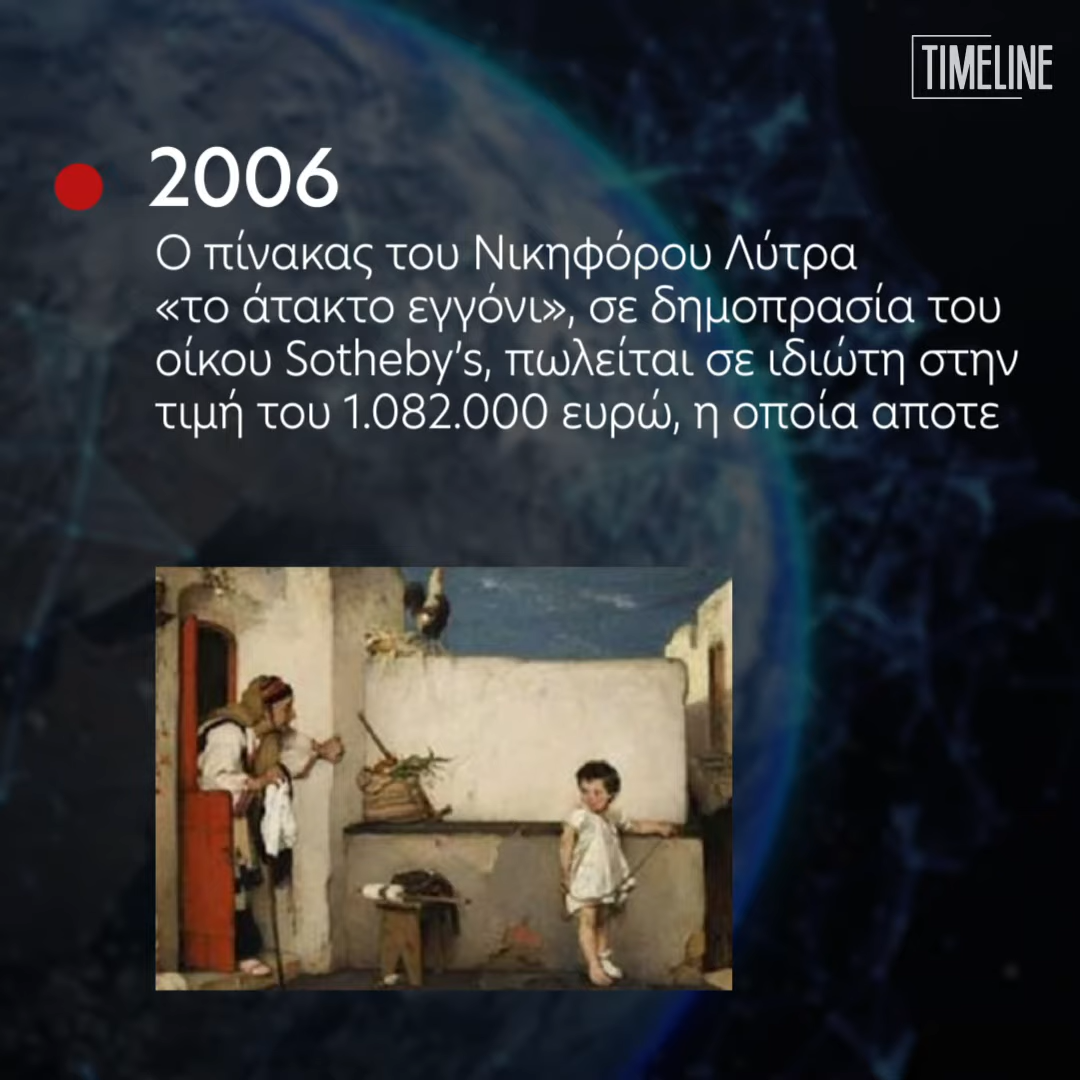 TIMELINE
2006
Ο πίνακας του Νικηφόρου Λύτρα
«το άτακτο εγγόνι», σε δημοπρασία του
οίκου Sotheby's, πωλείται σε ιδιώτη στην
τιμή του 1.082.000 ευρώ, η οποία αποτε